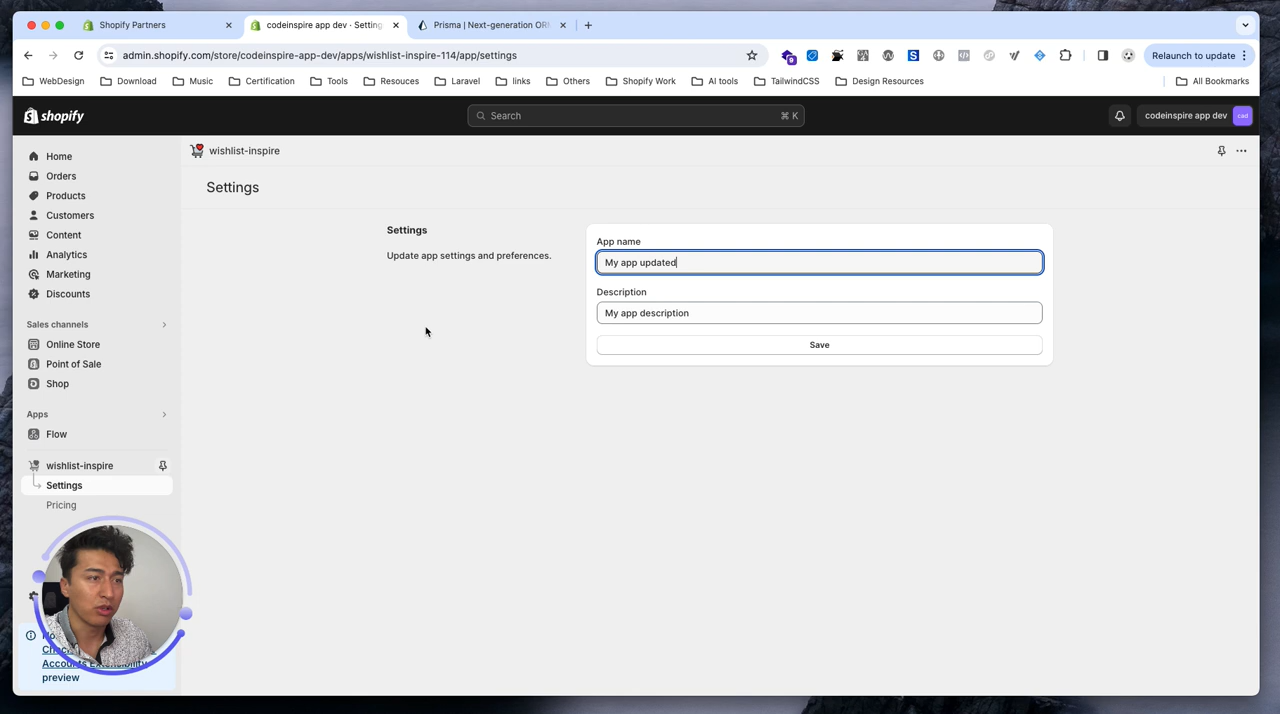 Shopify Partners
codeinspire app dev · Setting
Prisma | Next-generation ORM
admin.shopify.com/store/codeinspire-app-dev/apps/wishlist-inspire-114/app/settings
9
Relaunch to update
WebDesign
Download
Music
Certification
Tools
Resouces
Laravel
links
Others
Shopify Work
AI tools
TailwindCSS
Design Resources
All Bookmarks
shopify
Search
⌘ K
codeinspire app dev
cad
Home
Orders
Products
Customers
Content
Analytics
Marketing
Discounts
Sales channels
Online Store
Point of Sale
Shop
Apps
Flow
wishlist-inspire
Settings
Pricing
wishlist-inspire
Settings
Settings
Update app settings and preferences.
App name
My app updated
Description
My app description
Save
Accounts Extensibility
preview